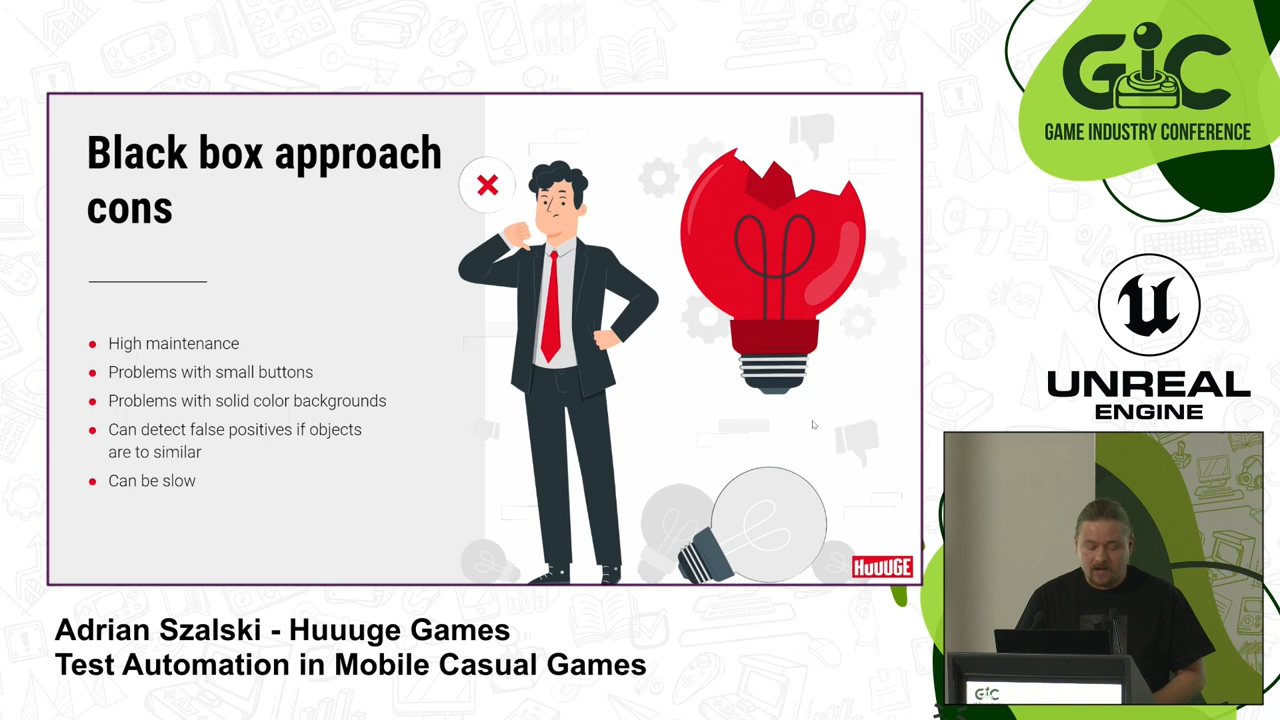 Black box approach
cons
High maintenance
Problems with small buttons
Problems with solid color backgrounds
Can detect false positives if objects
are to similar
Can be slow
HUUUGE
Adrian Szalski - Huuuge Games
Test Automation in Mobile Casual Games
GIC
GAME INDUSTRY CONFERENCE
UNREAL
ENGINE
GIC